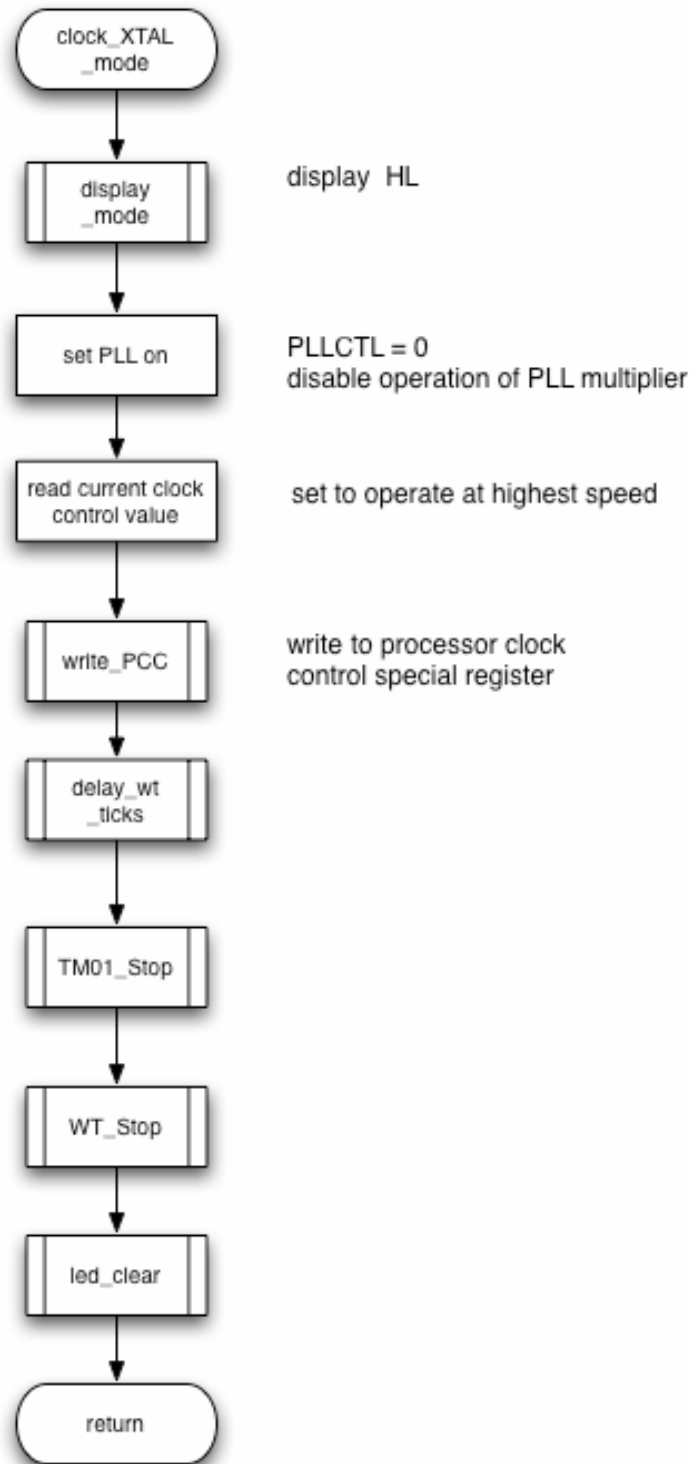 clock_XTAL
_mode
display
_mode
display HL
set PLL on
PLLCTL = 0
disable operation of PLL multiplier
read current clock
control value
set to operate at highest speed
write_PCC
write to processor clock
control special register
delay_wt
_ticks
TM01_Stop
WT_Stop
led_clear
return